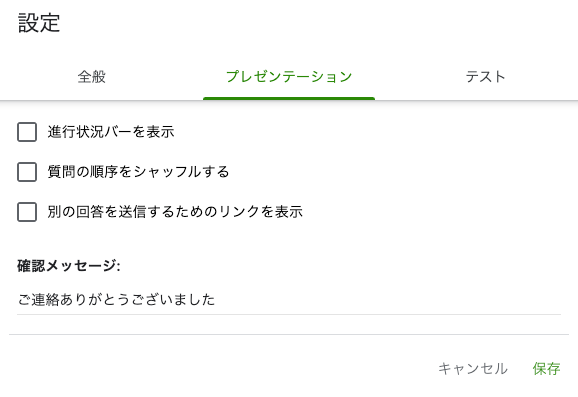 設定
全般
プレゼンテーション
テスト
進行状況バーを表示
質問の順序をシャッフルする
別の回答を送信するためのリンクを表示
確認メッセージ:
ご連絡ありがとうございました
キャンセル
保存